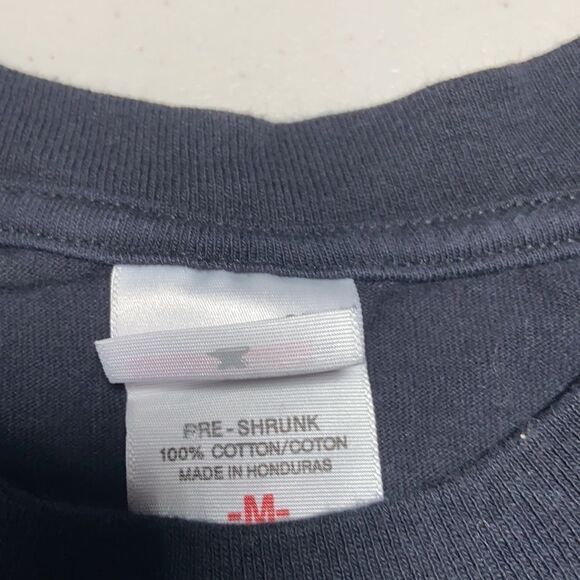 PRE-SHRUNK
100% COTTON/COTON
MADE IN HONDURAS
-M-